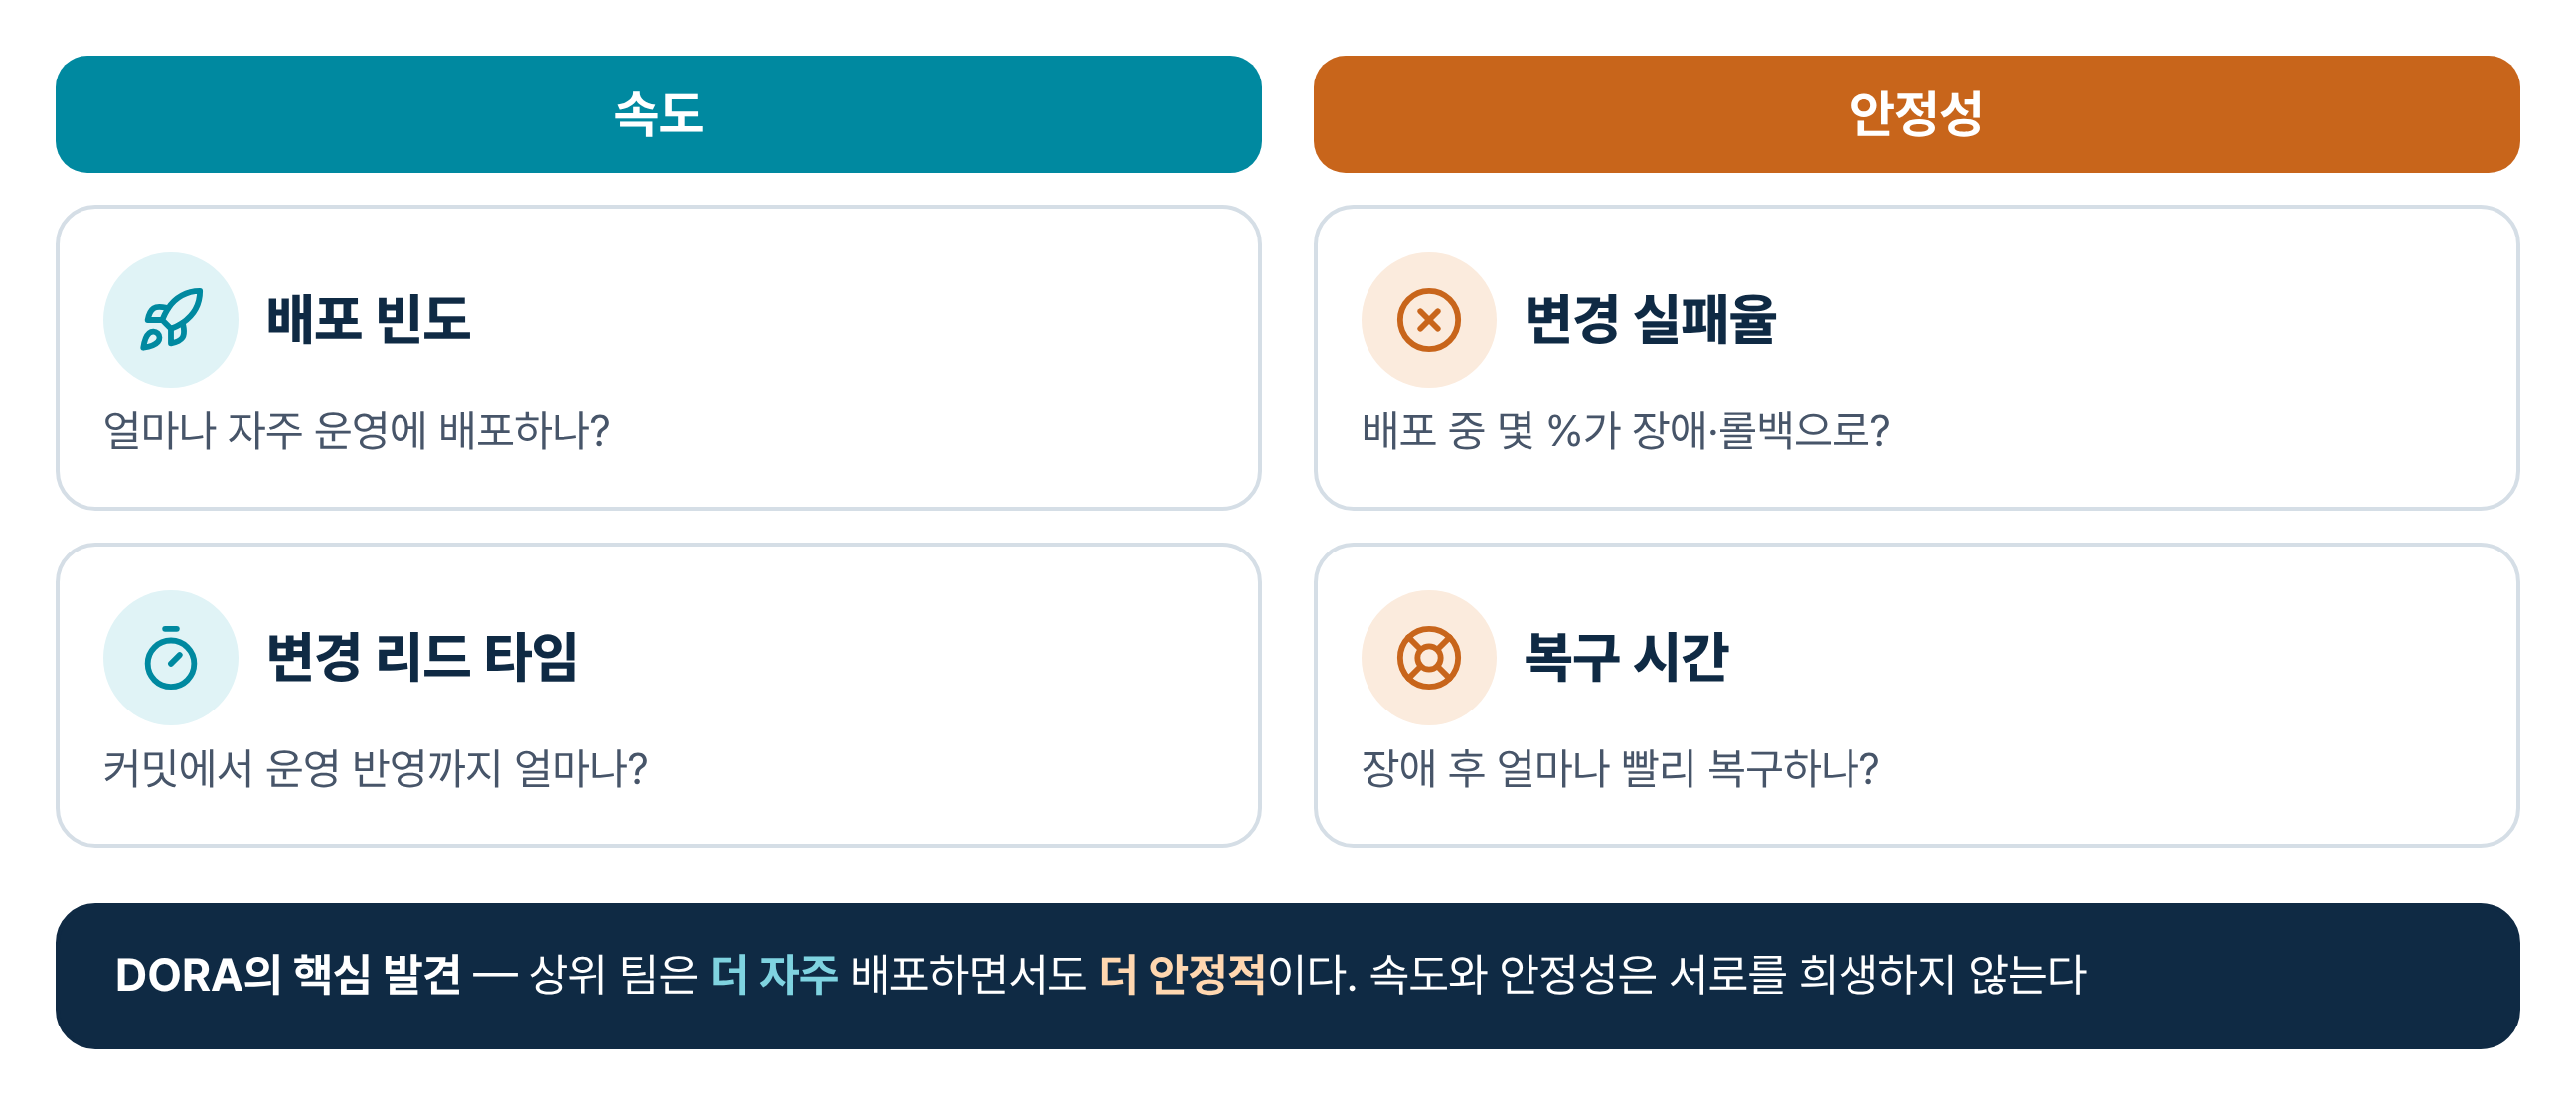 속도
배포 빈도
얼마나 자주 운영에 배포하나?
변경 리드 타임
커밋에서 운영 반영까지 얼마나?
안정성
변경 실패율
배포 중 몇 %가 장애·롤백으로?
복구 시간
장애 후 얼마나 빨리 복구하나?
DORA의 핵심 발견 — 상위 팀은 더 자주 배포하면서도 더 안정적이다. 속도와 안정성은 서로를 희생하지 않는다